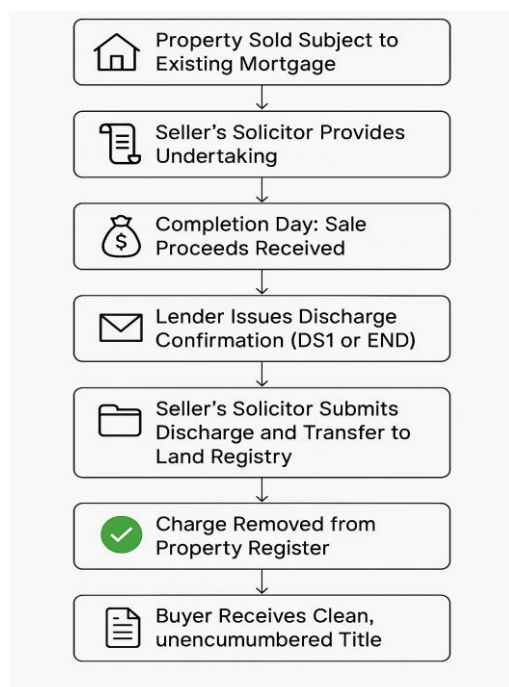 Property Sold Subject to
Existing Mortgage
Seller's Solicitor Provides
Undertaking
$
Completion Day: Sale
Proceeds Received
Lender Issues Discharge
Confirmation (DS1 or END)
Seller's Solicitor Submits
Discharge and Transfer to
Land Registry
Charge Removed from
Property Register
Buyer Receives Clean,
unencumumbered Title